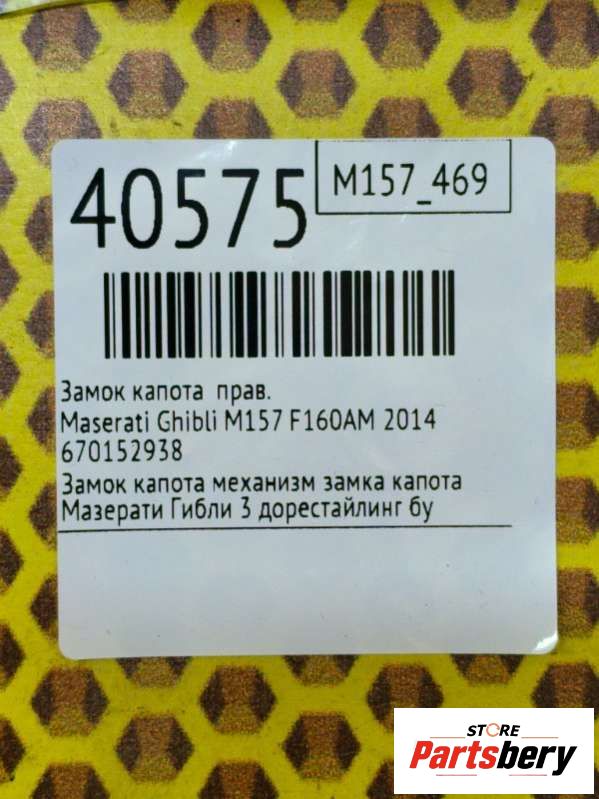 40575
M157_469
Замок капота прав.
Maserati Ghibli M157 F160AM 2014
670152938
Замок капота механизм замка капота
Мазерати Гибли 3 дорестайлинг бу
STORE
Partsbery